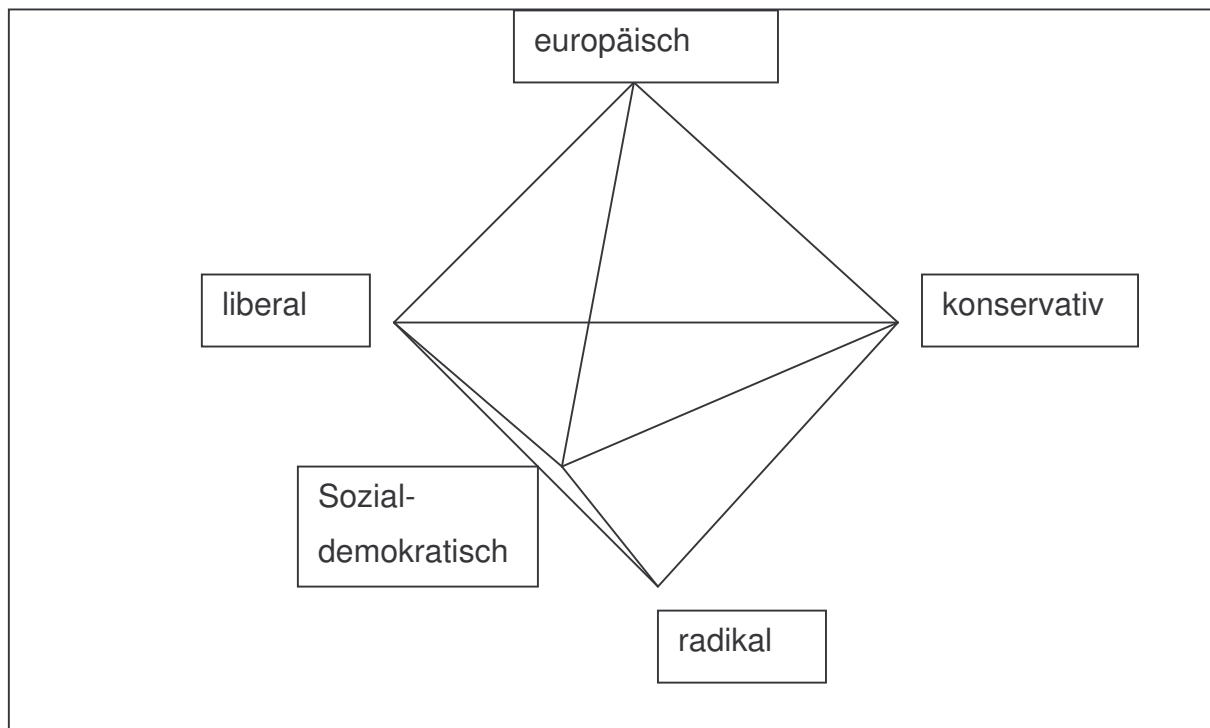 europäisch
liberal
konservativ
Sozial-
demokratisch
radikal